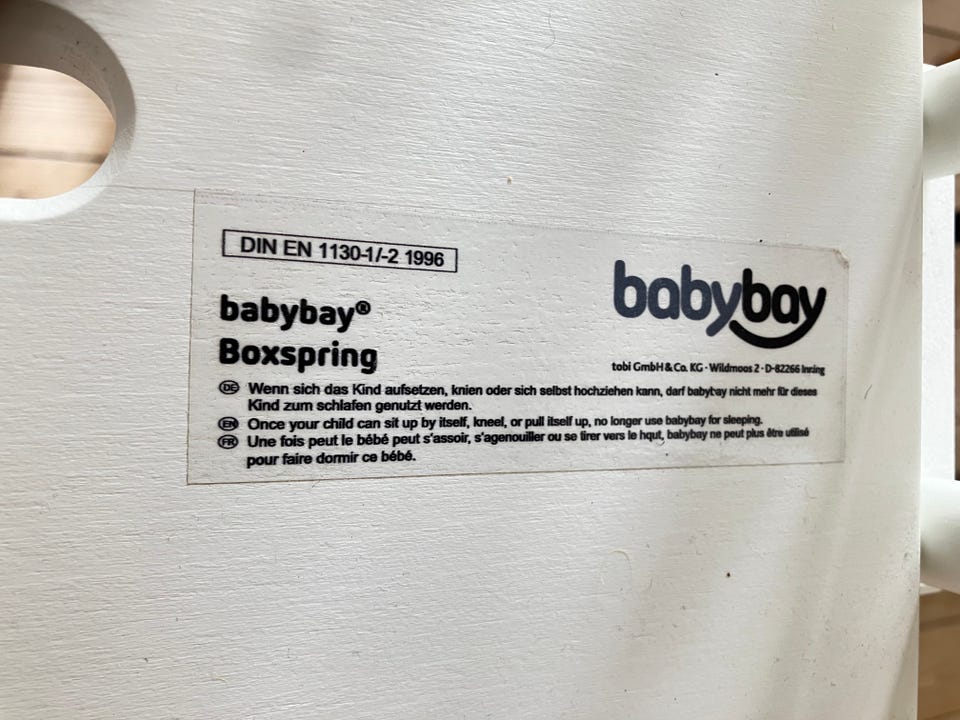 DIN EN 1130-1/-2 1996
babybay
babybay®
Boxspring
tobi GmbH & Co. KG · Wildmoos 2 · D-82266 Inning
DE Wenn sich das Kind aufsetzen, knien oder sich selbst hochziehen kann, darf babybay nicht mehr für dieses
Kind zum schlafen genutzt werden.
EN Once your child can sit up by itself, kneel, or pull itself up, no longer use babybay for sleeping.
FR Une fois peut le bébé peut s'assoir, s'agenouiller ou se tirer vers le hqut, babybay ne peut plus être utilisé
pour faire dormir ce bébé.